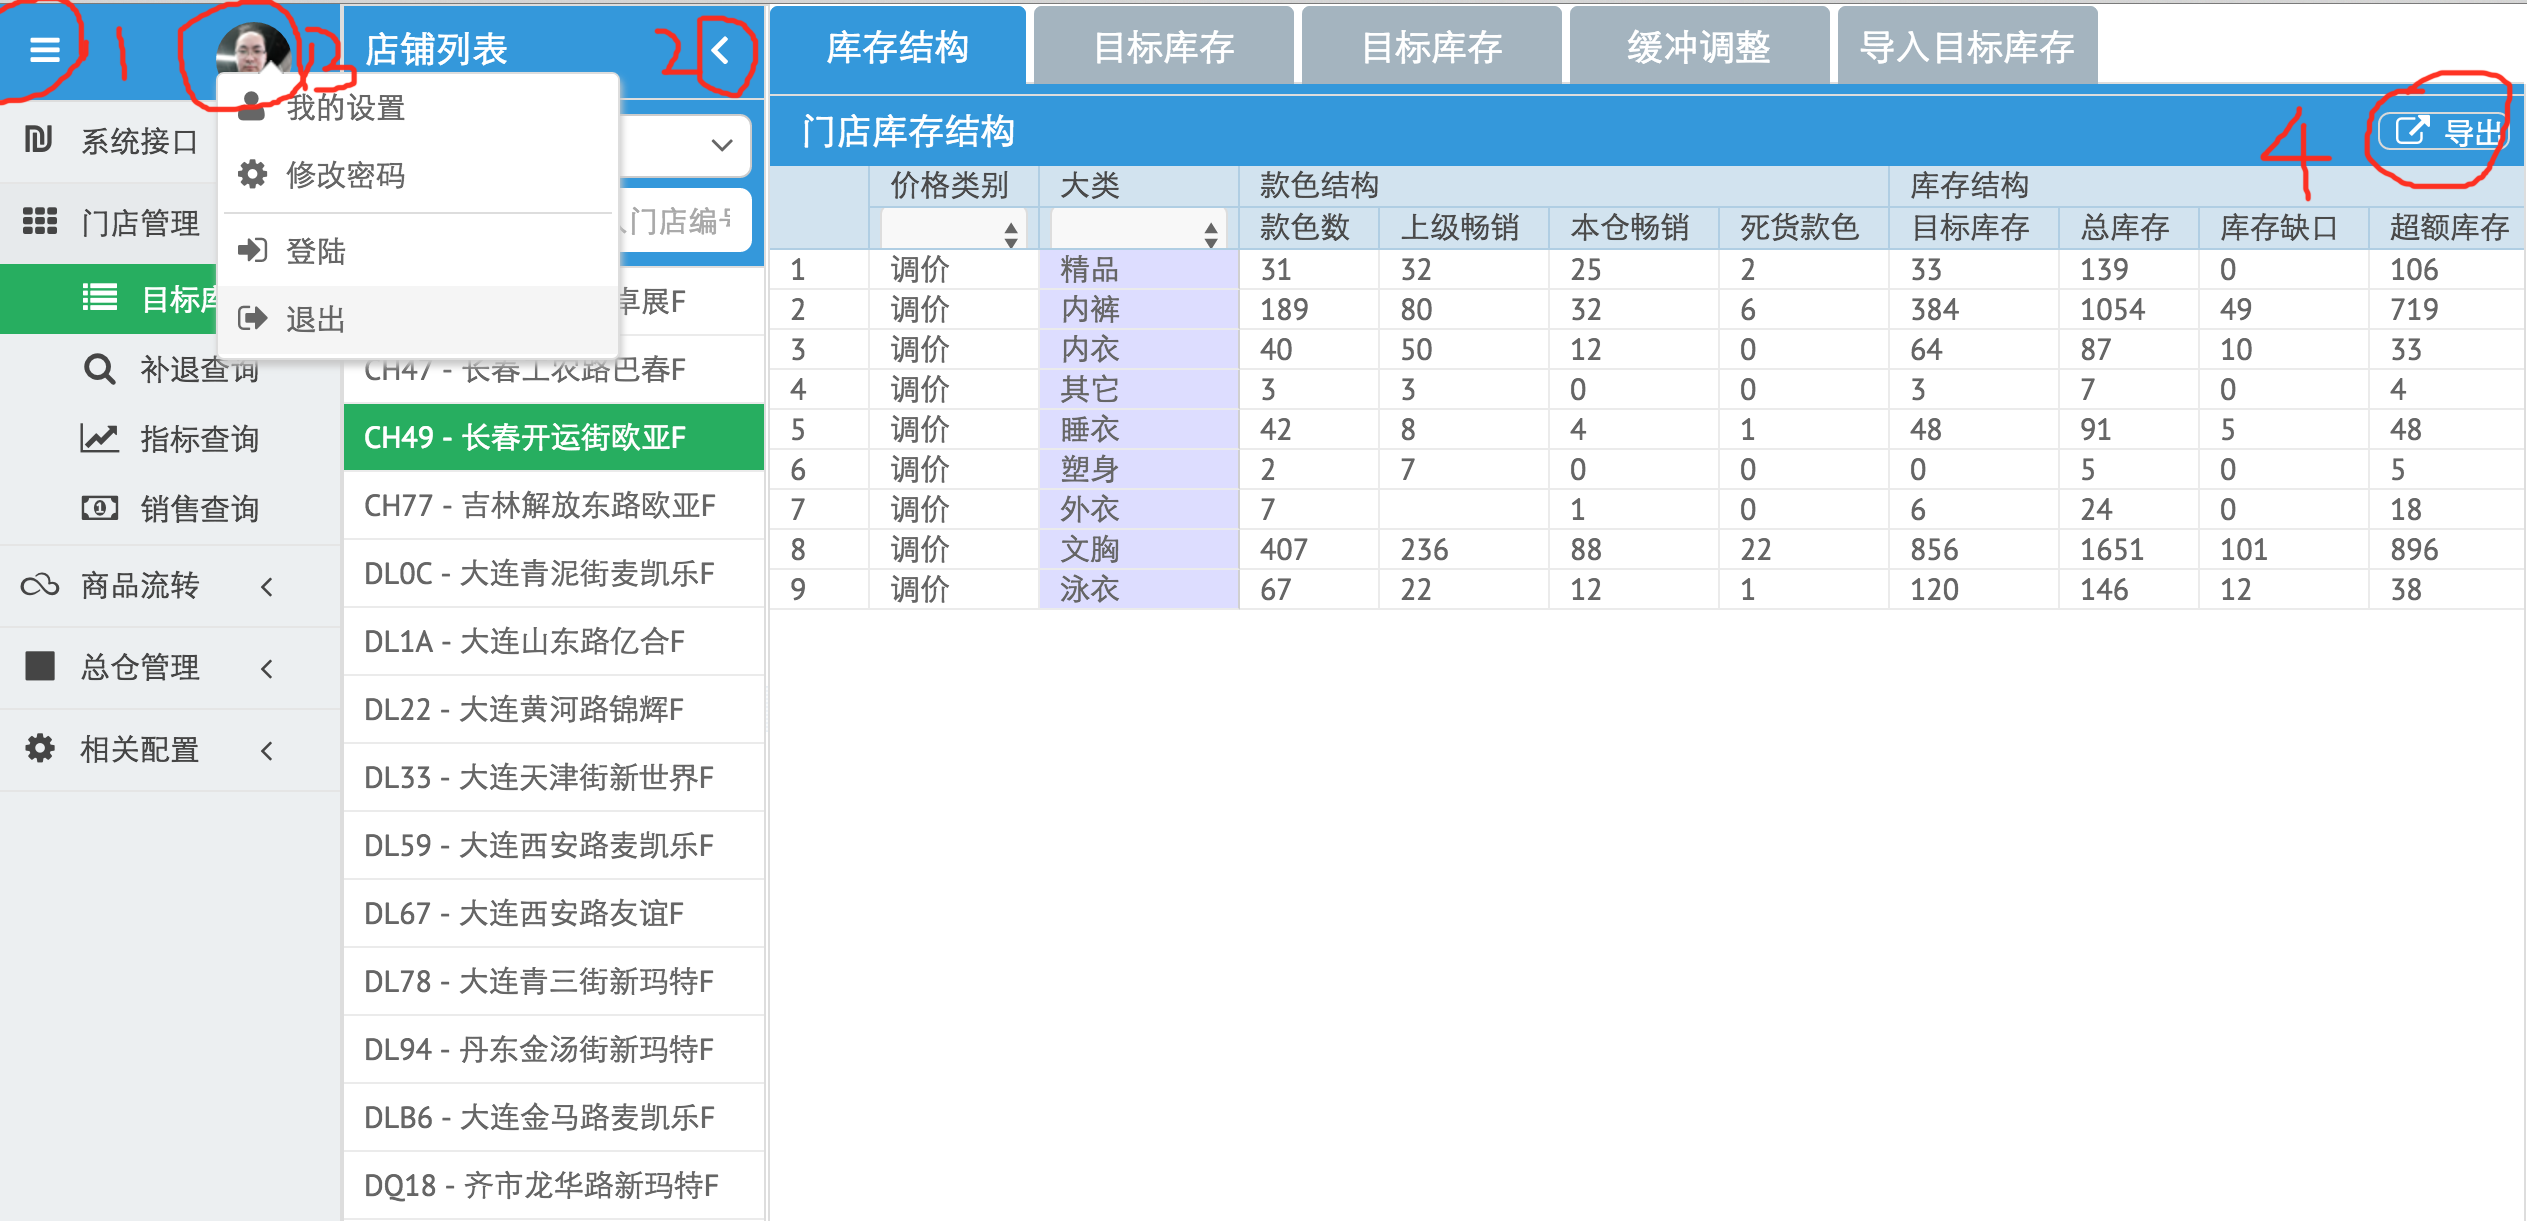 1
3
我的设置
修改密码
登陆
退出
系统接口
门店管理
目标库
补退查询
指标查询
销售查询
商品流转
总仓管理
相关配置
店铺列表
2
门店编号
卓展F
CH47 - 长春工农路巴春F
CH49 - 长春开运街欧亚F
CH77 - 吉林解放东路欧亚F
DL0C - 大连青泥街麦凯乐F
DL1A - 大连山东路亿合F
DL22 - 大连黄河路锦辉F
DL33 - 大连天津街新世界F
DL59 - 大连西安路麦凯乐F
DL67 - 大连西安路友谊F
DL78 - 大连青三街新玛特F
DL94 - 丹东金汤街新玛特F
DLB6 - 大连金马路麦凯乐F
DQ18 - 齐市龙华路新玛特F
库存结构 目标库存 目标库存 缓冲调整 导入目标库存
门店库存结构 4 导出
价格类别 大类 款色结构 库存结构
款色数 上级畅销 本仓畅销 死货款色 目标库存 总库存 库存缺口 超额库存
1 调价 精品 31 32 25 2 33 139 0 106
2 调价 内裤 189 80 32 6 384 1054 49 719
3 调价 内衣 40 50 12 0 64 87 10 33
4 调价 其它 3 3 0 0 3 7 0 4
5 调价 睡衣 42 8 4 1 48 91 5 48
6 调价 塑身 2 7 0 0 0 5 0 5
7 调价 外衣 7 1 0 6 24 0 18
8 调价 文胸 407 236 88 22 856 1651 101 896
9 调价 泳衣 67 22 12 1 120 146 12 38